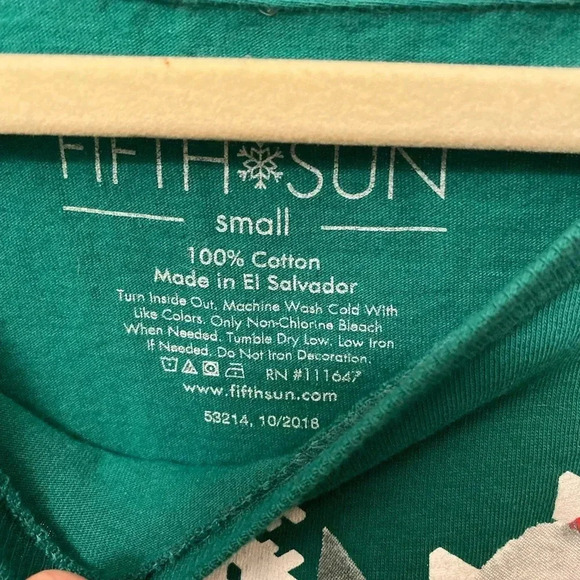 FIFTH SUN
small
100% Cotton
Made in El Salvador
Turn Inside Out. Machine Wash Cold With
Like Colors. Only Non-Chlorine Bleach
When Needed. Tumble Dry Low. Low Iron
If Needed. Do Not Iron Decoration.
RN #111647
www.fifthsun.com
53214, 10/2018